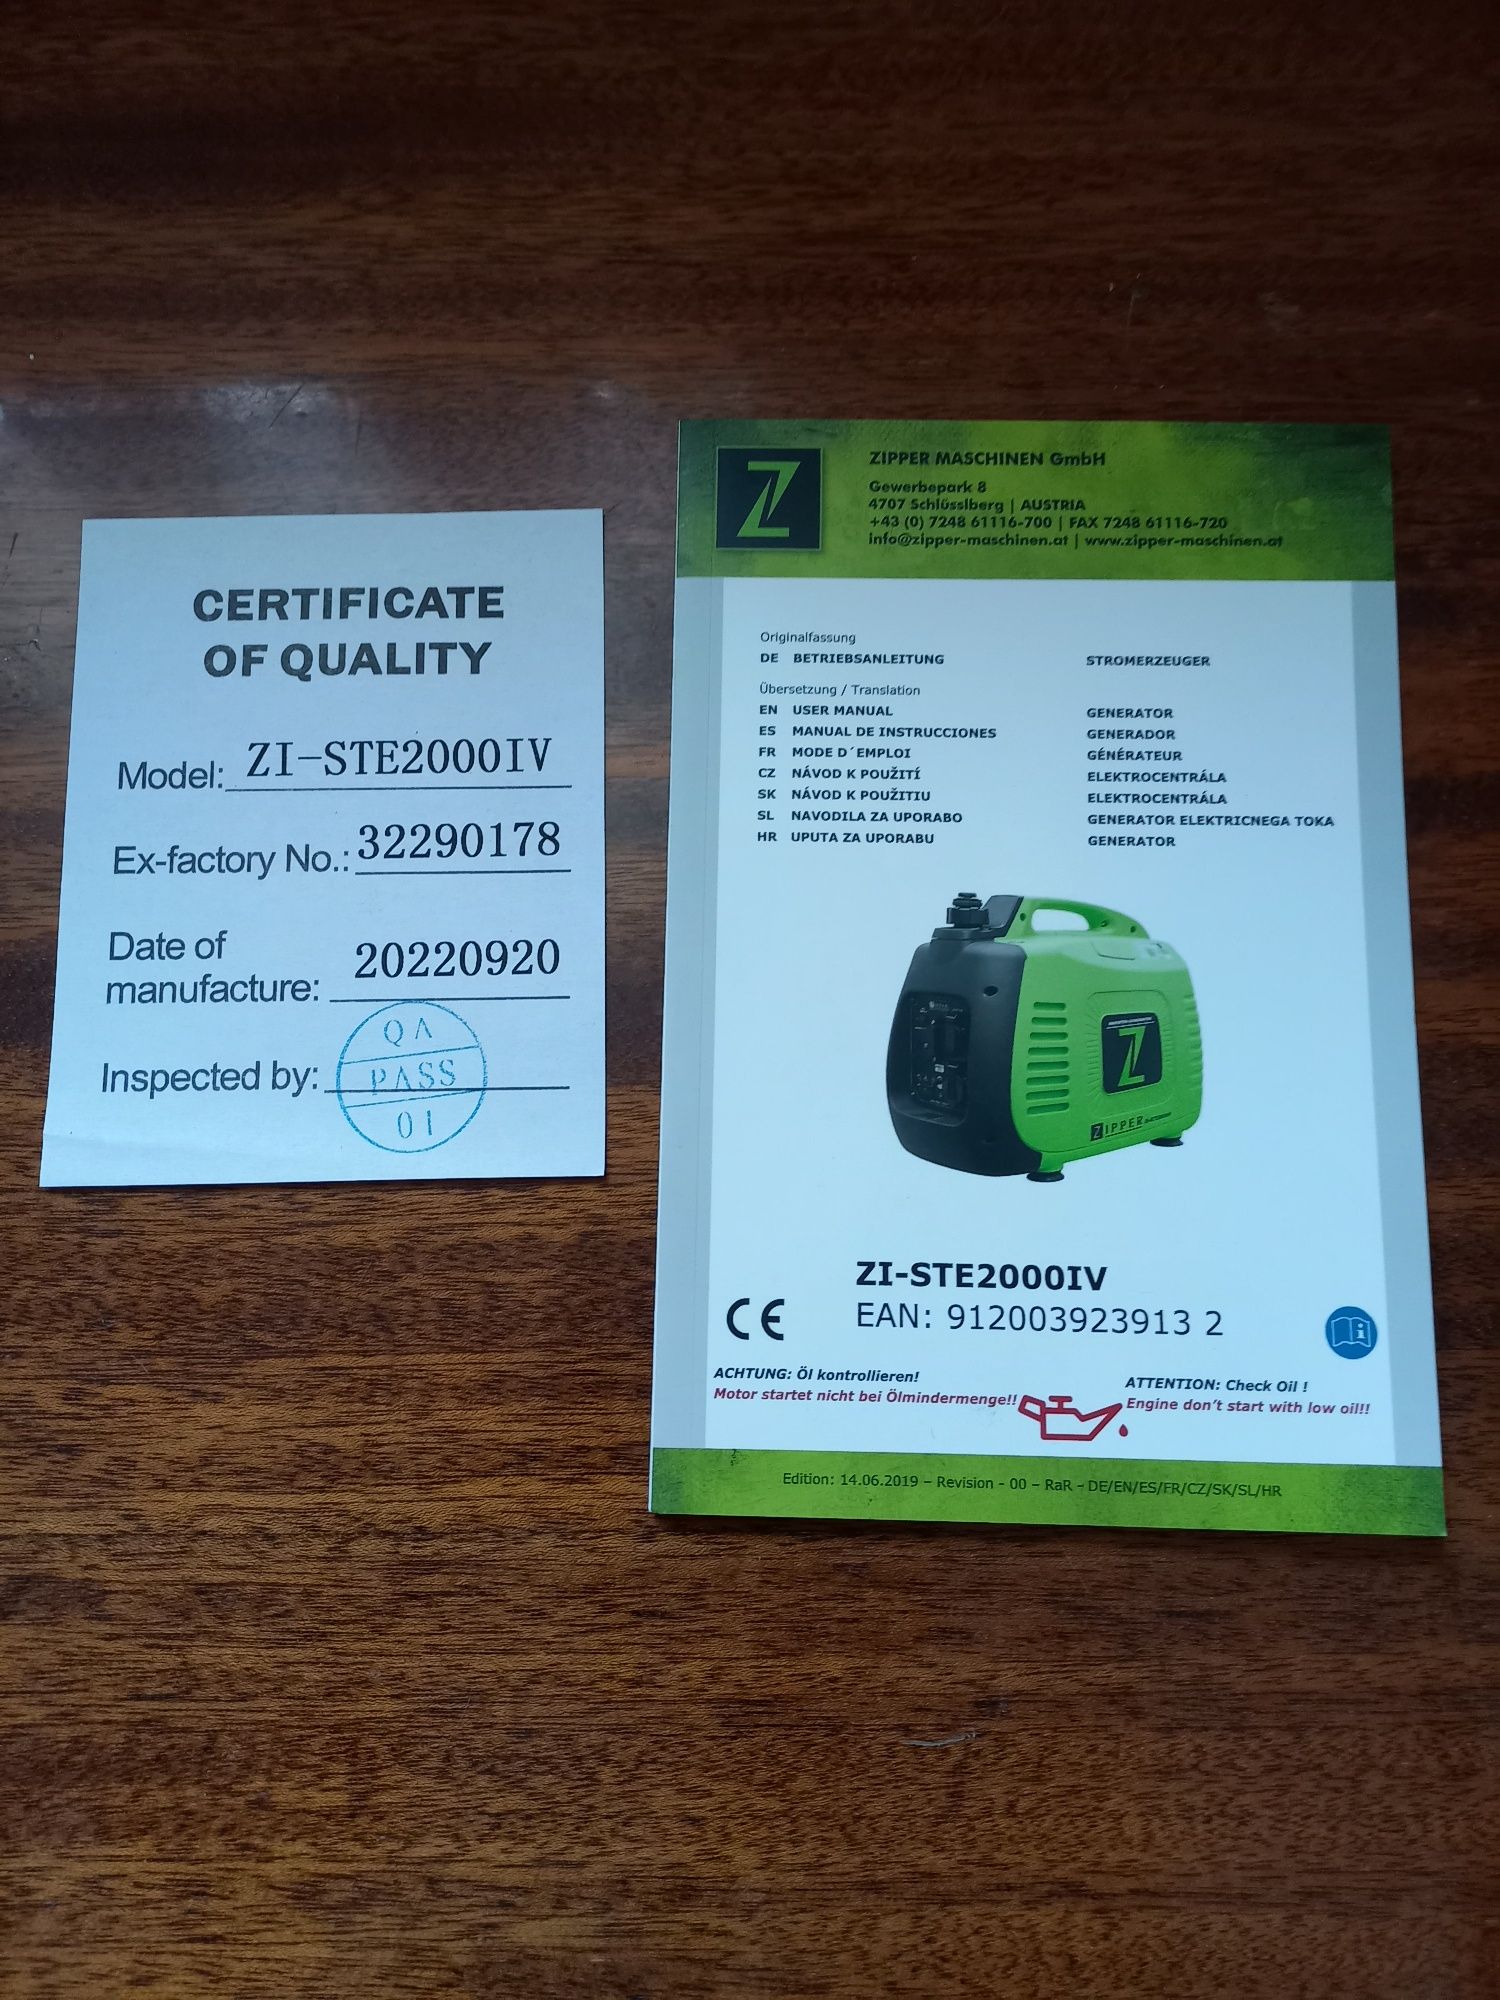 CERTIFICATE
OF QUALITY
Model: ZI-STE2000IV
Ex-factory No.: 32290178
Date of
manufacture: 20220920
Inspected by:
QA
PASS
01
Z
ZIPPER MASCHINEN GmbH
Gewerbepark 8
4707 Schlüsslberg | AUSTRIA
+43 (0) 7248 61116-700 | FAX 7248 61116-720
info@zipper-maschinen.at | www.zipper-maschinen.at
Originalfassung
DE BETRIEBSANLEITUNG STROMERZEUGER
Übersetzung / Translation
EN USER MANUAL GENERATOR
ES MANUAL DE INSTRUCCIONES GENERADOR
FR MODE D´EMPLOI GÉNÉRATEUR
CZ NÁVOD K POUŽITÍ ELEKTROCENTRÁLA
SK NÁVOD K POUŽITIU ELEKTROCENTRÁLA
SL NAVODILA ZA UPORABO GENERATOR ELEKTRICNEGA TOKA
HR UPUTA ZA UPORABU GENERATOR
Z
ZIPPER
ZI-STE2000IV
CE EAN: 912003923913 2
ACHTUNG: Öl kontrollieren!
Motor startet nicht bei Ölmindermenge!!
ATTENTION: Check Oil !
Engine don't start with low oil!!
Edition: 14.06.2019 – Revision - 00 – RaR - DE/EN/ES/FR/CZ/SK/SL/HR